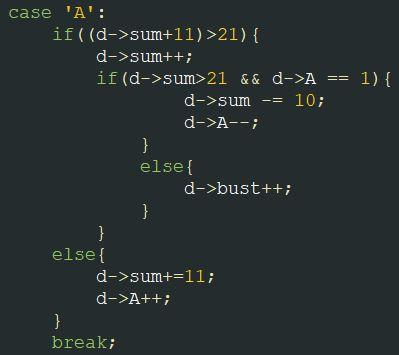 case 'A':
    if((d->sum+11)>21){
        d->sum++;
        if(d->sum>21 && d->A == 1){
                d->sum -= 10;
                d->A--;
            }
            else{
                d->bust++;
            }
        }
    else{
        d->sum+=11;
        d->A++;
    }
    break;